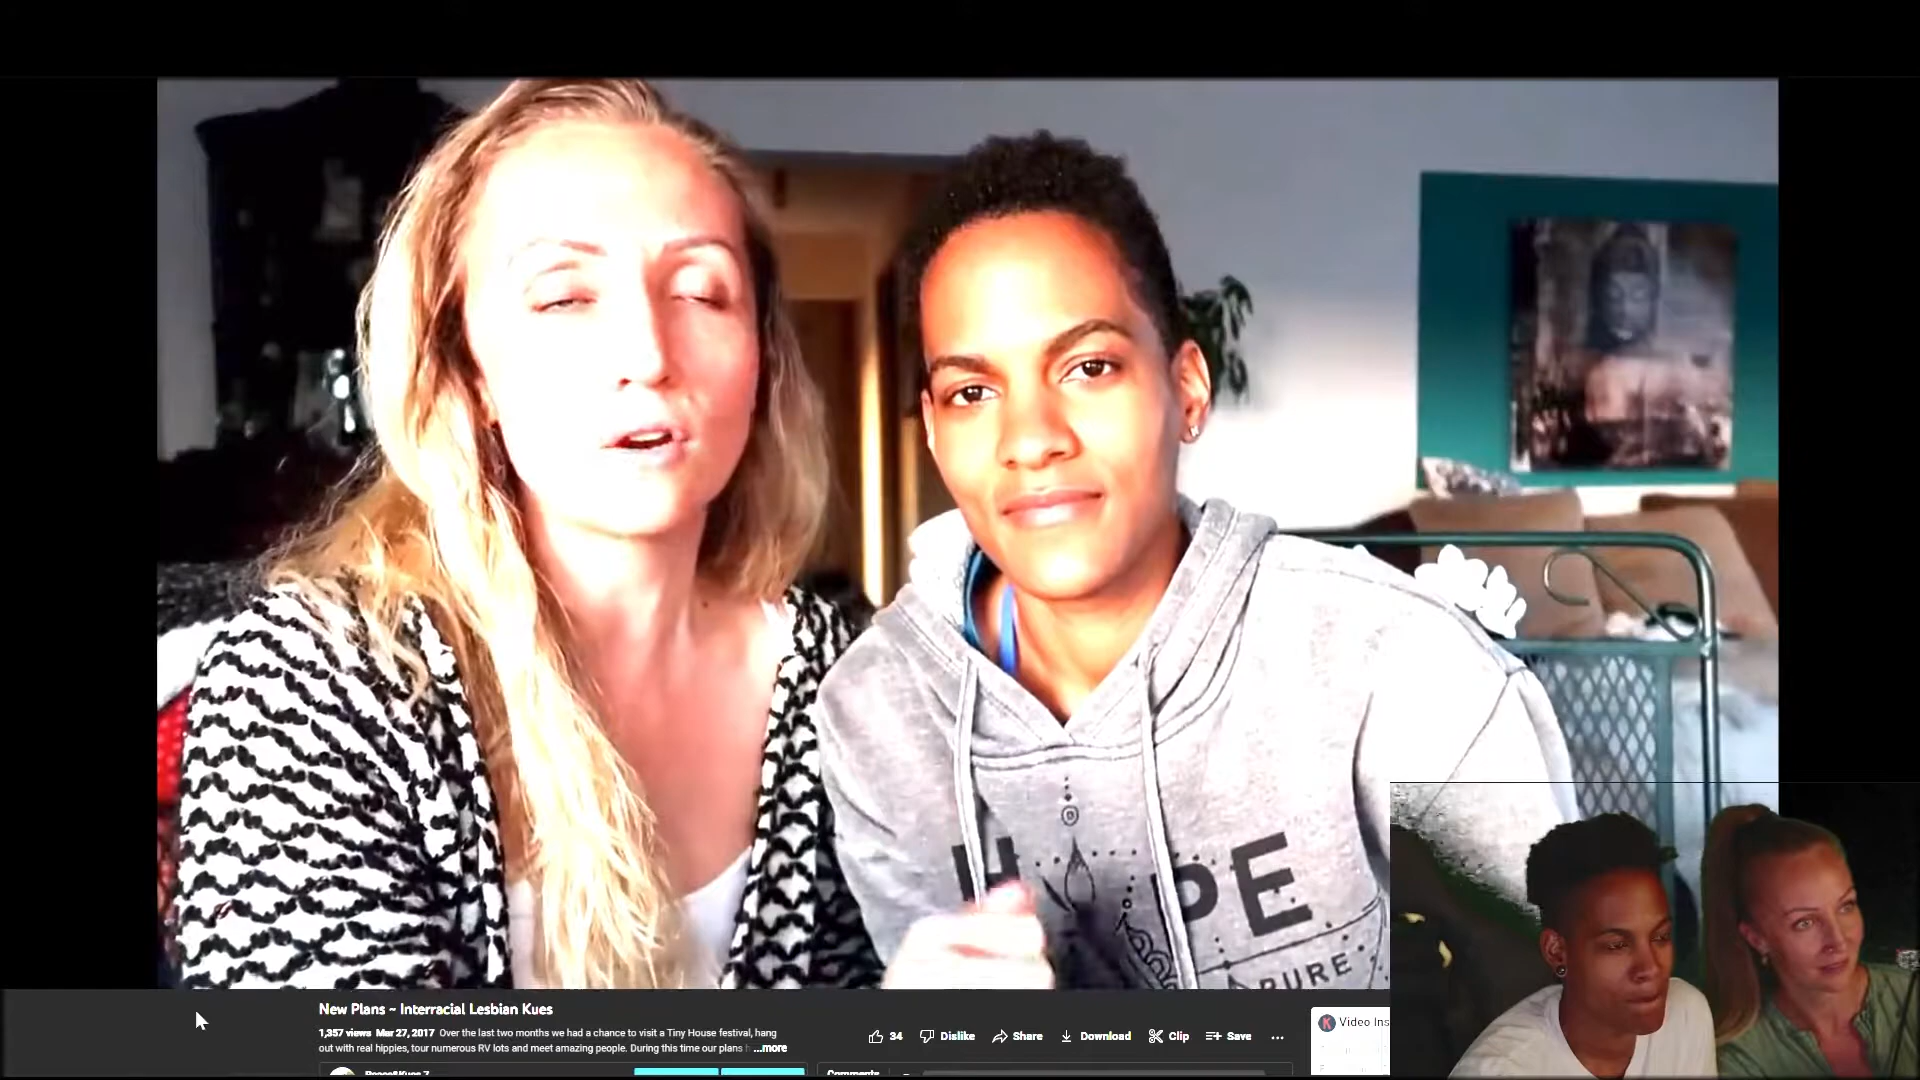 H PE
PURE
New Plans ~ Interracial Lesbian Kues
1,357 views Mar 27, 2017 Over the last two months we had a chance to visit a Tiny House festival, hang
out with real hippies, tour numerous RV lots and meet amazing people. During this time our plans h ...more
34 Dislike Share Download Clip Save ...
K Video Ins
Comments